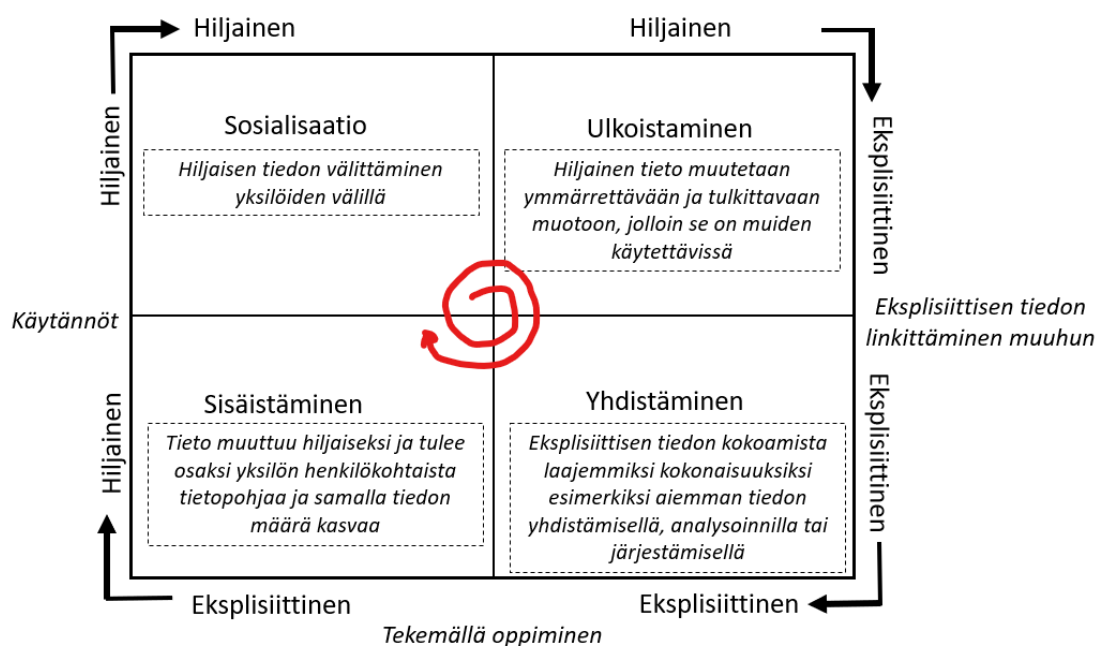 Hiljainen
Hiljainen
Hiljainen
Eksplisiittinen
Sosialisaatio
Hiljaisen tiedon välittäminen
yksilöiden välillä
Ulkoistaminen
Hiljainen tieto muutetaan
ymmärrettävään ja tulkittavaan
muotoon, jolloin se on muiden
käytettävissä
Käytännöt
Eksplisiittisen tiedon
linkittäminen muuhun
Hiljainen
Eksplisiittinen
Sisäistäminen
Tieto muuttuu hiljaiseksi ja tulee
osaksi yksilön henkilökohtaista
tietopohjaa ja samalla tiedon
määrä kasvaa
Yhdistäminen
Eksplisiittisen tiedon kokoamista
laajemmiksi kokonaisuuksiksi
esimerkiksi aiemman tiedon
yhdistämisellä, analysoinnilla tai
järjestämisellä
Eksplisiittinen
Eksplisiittinen
Tekemällä oppiminen